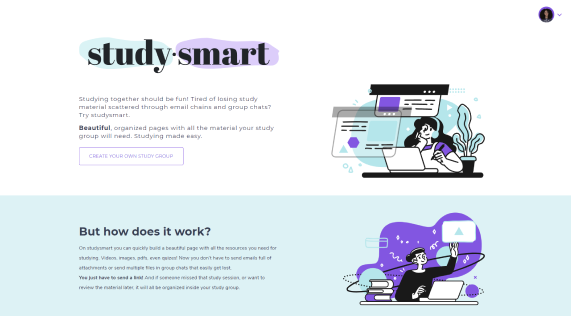 study·smart
Studying together should be fun! Tired of losing study
material scattered through email chains and group chats?
Try studysmart.
Beautiful, organized pages with all the material your study
group will need. Studying made easy.
CREATE YOUR OWN STUDY GROUP
But how does it work?
On studysmart you can quickly build a beautiful page with all the resources you need for
studying. Videos, images, pdfs, even quizes! Now you don't have to send emails full of
attachments or send multiple files in group chats that easily get lost.
You just have to send a link! And if someone missed that study session, or want to
review the material later, it will all be organized inside your study group.